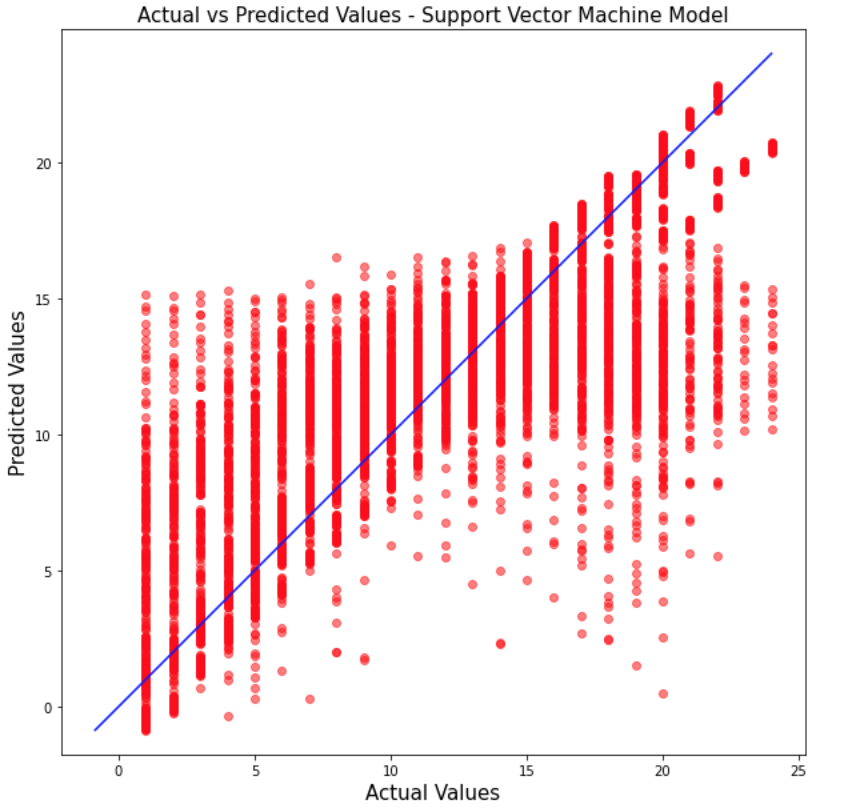 Actual vs Predicted Values - Support Vector Machine Model
Predicted Values
20
15
10
5
0
0 5 10 15 20 25
Actual Values